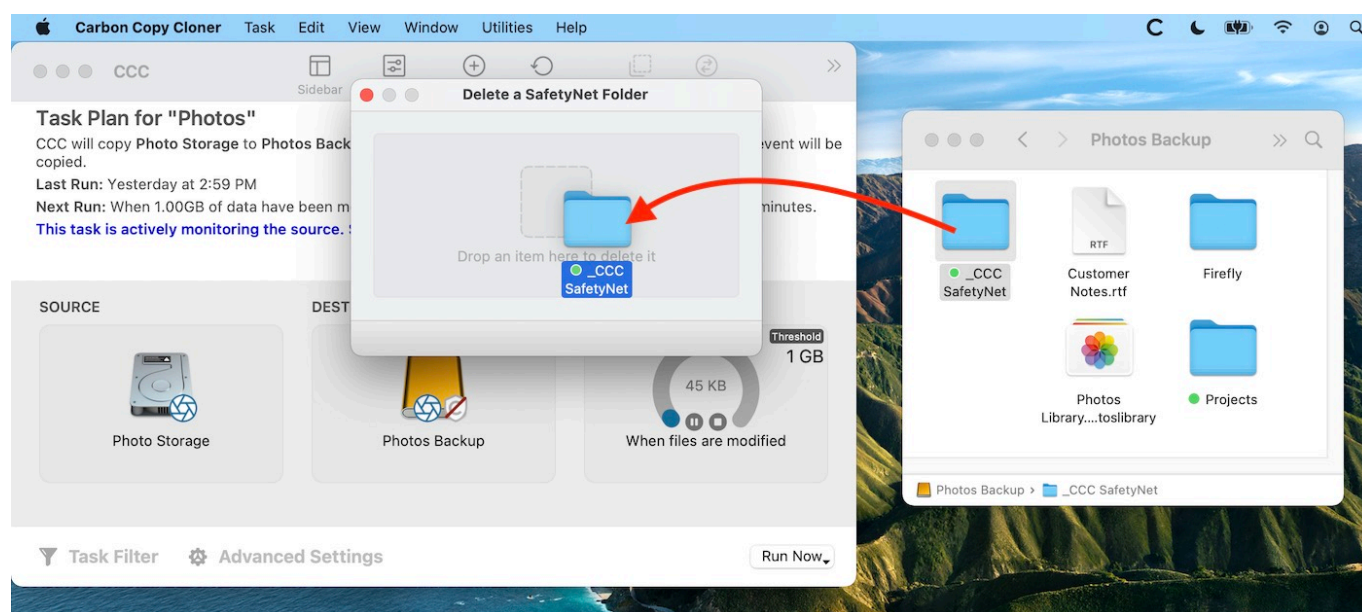 Carbon Copy Cloner Task Edit View Window Utilities Help
CCC
Sidebar
Delete a SafetyNet Folder
Task Plan for "Photos"
CCC will copy Photo Storage to Photos Back
event will be
copied.
Last Run: Yesterday at 2:59 PM
Next Run: When 1.00GB of data have been m
minutes.
This task is actively monitoring the source.
Drop an item here to delete it
_CCC
SafetyNet
SOURCE
DEST
Threshold
1 GB
45 KB
Photo Storage
Photos Backup
When files are modified
Task Filter
Advanced Settings
Run Now
Photos Backup
_CCC
SafetyNet
RTF
Customer
Notes.rtf
Firefly
Photos
Library....toslibrary
Projects
Photos Backup › _CCC SafetyNet